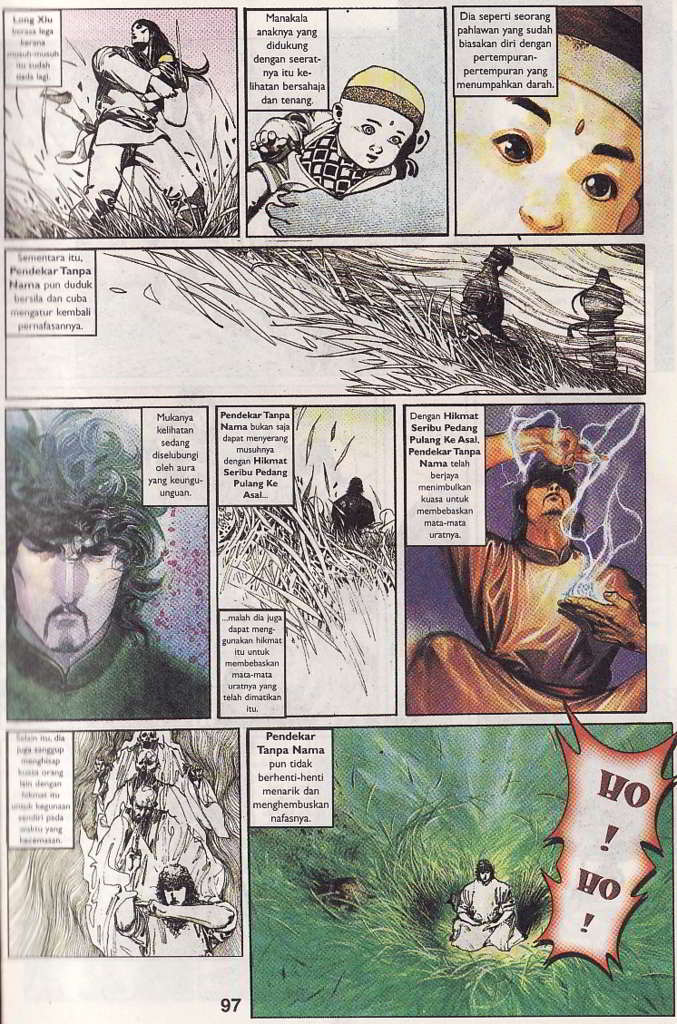 Long Xiu
berasa lega
kerana
musuh-musuh
itu sudah
tiada lagi.
Manakala
anaknya yang
didukung
dengan seerat-
nya itu ke-
lihatan bersahaja
dan tenang.
Dia seperti seorang
pahlawan yang sudah
biasakan diri dengan
pertempuran-
pertempuran yang
menumpahkan darah.
Sementara itu,
Pendekar Tanpa
Nama pun duduk
bersila dan cuba
mengatur kembali
pernafasannya.
Mukanya
kelihatan
sedang
diselubungi
oleh aura
yang keungu-
unguan.
Pendekar Tanpa
Nama bukan saja
dapat menyerang
musuhnya
dengan Hikmat
Seribu Pedang
Pulang Ke
Asal...
...malah dia juga
dapat meng-
gunakan hikmat
itu untuk
membebaskan
mata-mata
uratnya yang
telah dimatikan
itu.
Dengan Hikmat
Seribu Pedang
Pulang Ke Asal,
Pendekar Tanpa
Nama telah
berjaya
menimbulkan
kuasa untuk
membebaskan
mata-mata
uratnya.
Selain itu, dia
juga sanggup
menghisap
kuasa orang
lain dengan
hikmat itu
untuk kegunaan
sendiri pada
waktu yang
kecemasan.
Pendekar
Tanpa Nama
pun tidak
berhenti-henti
menarik dan
menghembuskan
nafasnya.
HO
!
HO
!
97